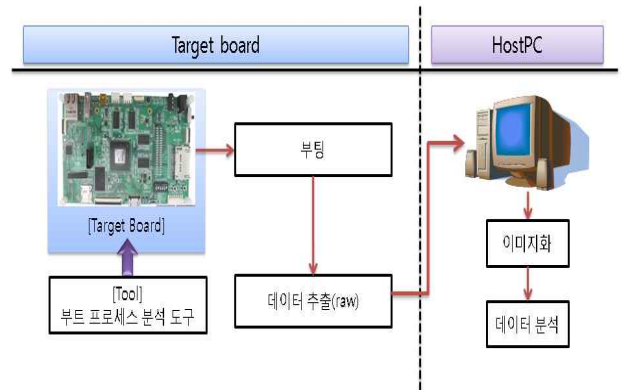 Target board
HostPC
[Target Board]
[Tool]
부트 프로세스 분석 도구
부팅
데이터 추출(raw)
이미지화
데이터 분석